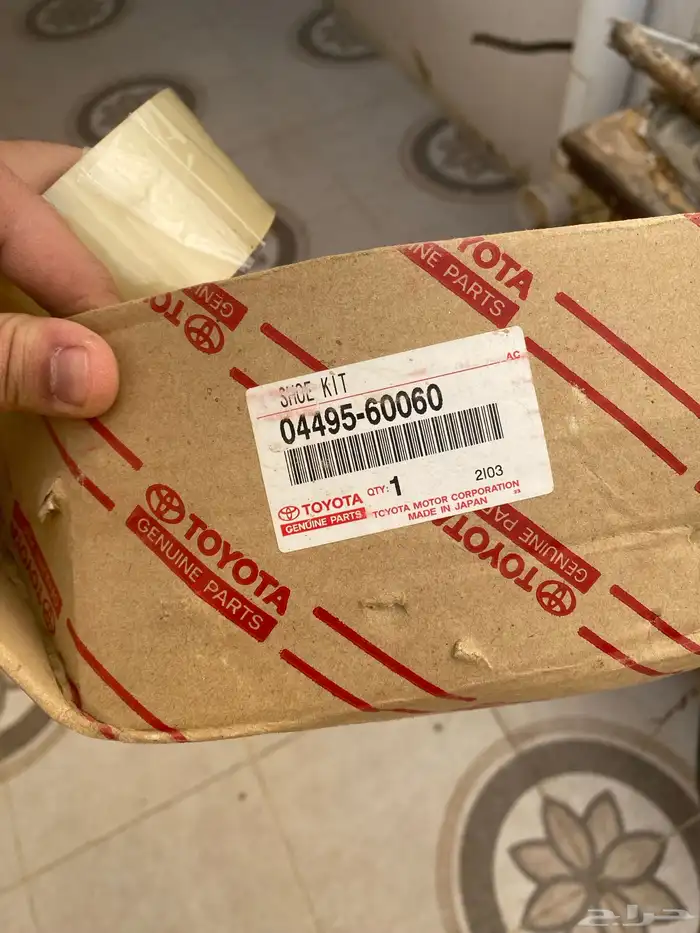 TOYOTA
GENUINE PARTS
TOYOTA
GENUINE PARTS
AC
SHOE KIT
04495-60060
TOYOTA
GENUINE PARTS
QTY: 1
2I03
TOYOTA MOTOR CORPORATION
MADE IN JAPAN
TOYOTA
GENUINE PARTS
TOYOTA
GENUINE PARTS
حراج